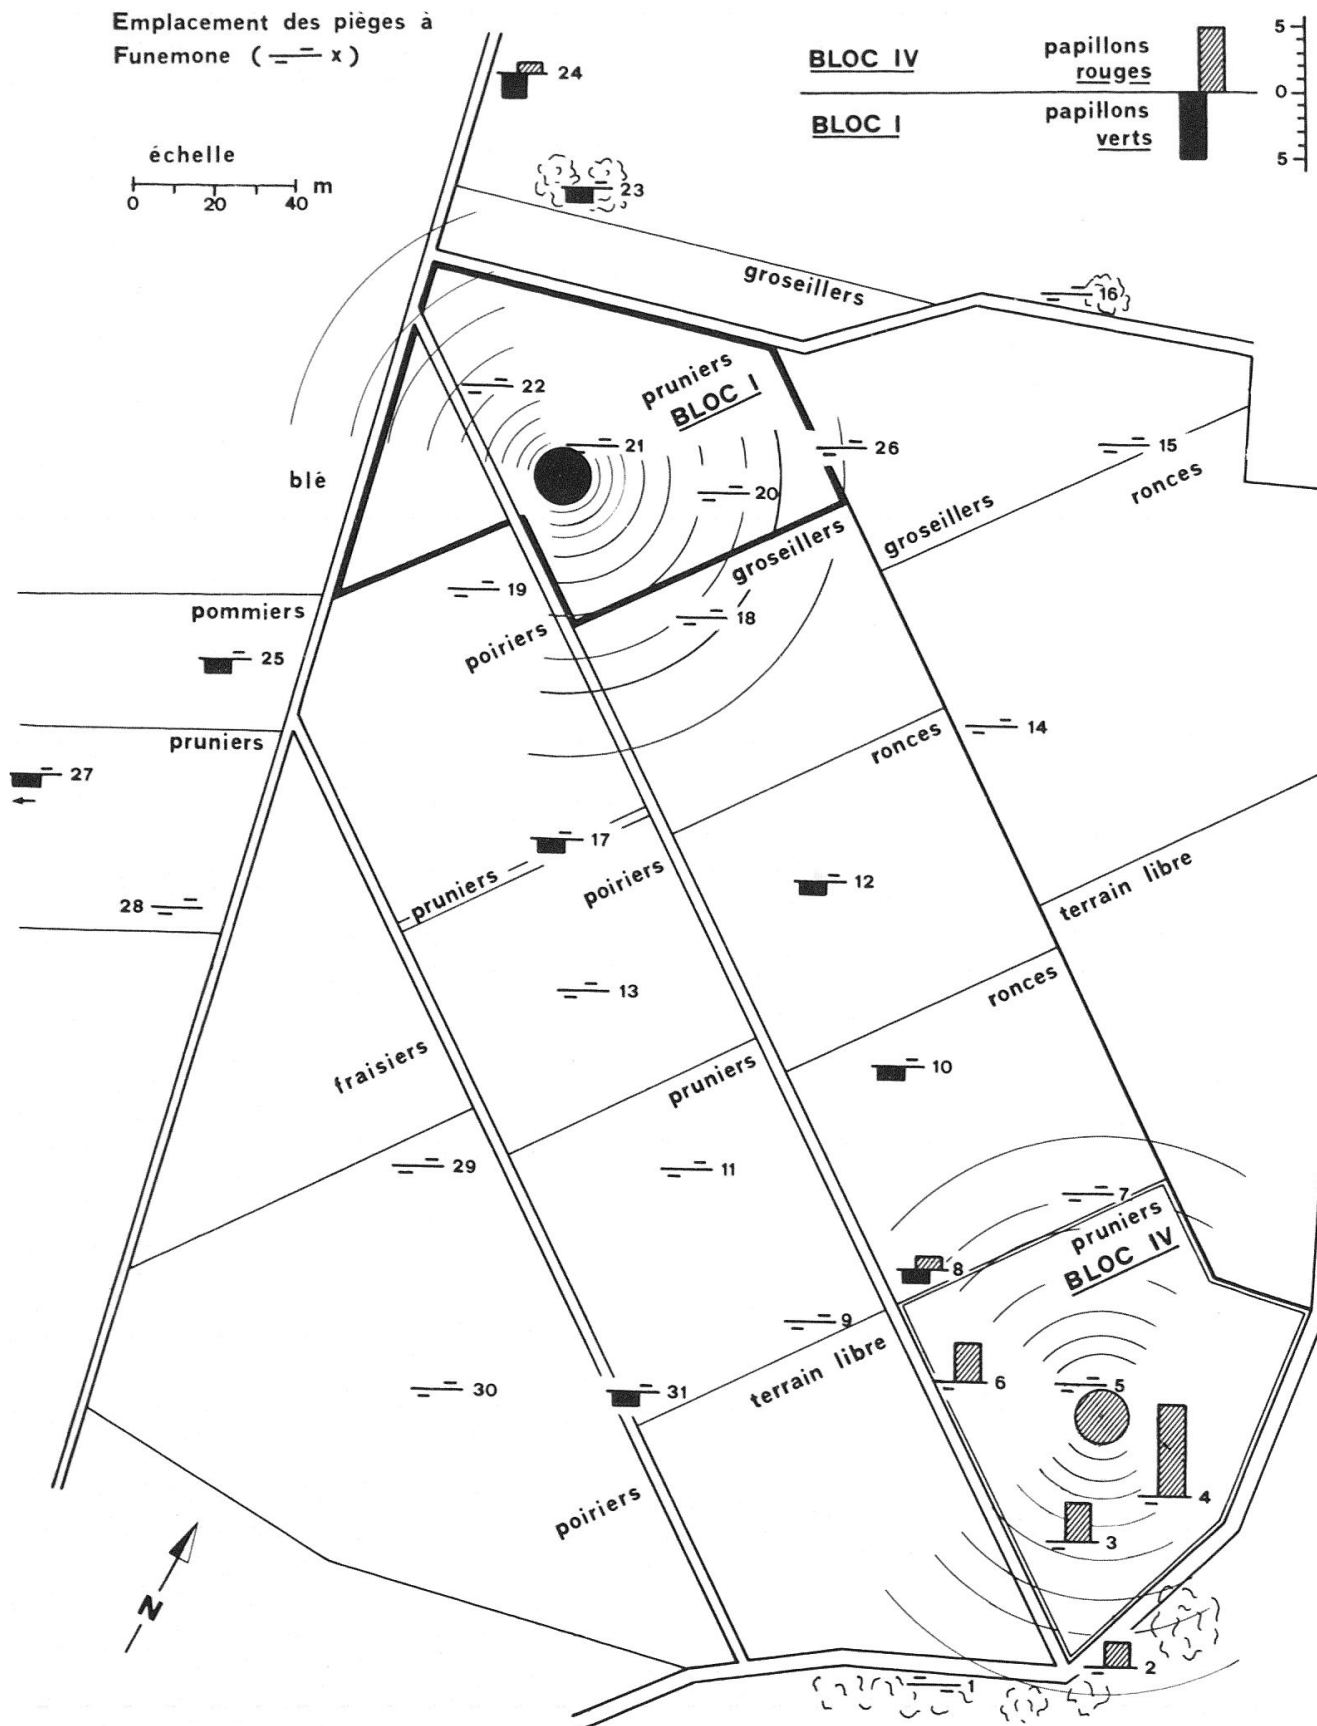 Emplacement des pièges à
Funemone ( x )
24
BLOC IV
papillons
rouges
5
0
BLOC I
papillons
verts
5
échelle
m
0 20 40
23
groseillers
16
22
pruniers
BLOC I
21
26
15
ronces
20
blé
groseillers
groseillers
19
18
pommiers
poiriers
25
14
pruniers
ronces
27
17
12
terrain libre
pruniers
poiriers
28
13
ronces
fraisiers
pruniers
10
29
11
7
pruniers
BLOC IV
8
9
terrain libre
6
5
30
31
4
poiriers
3
N
2
1